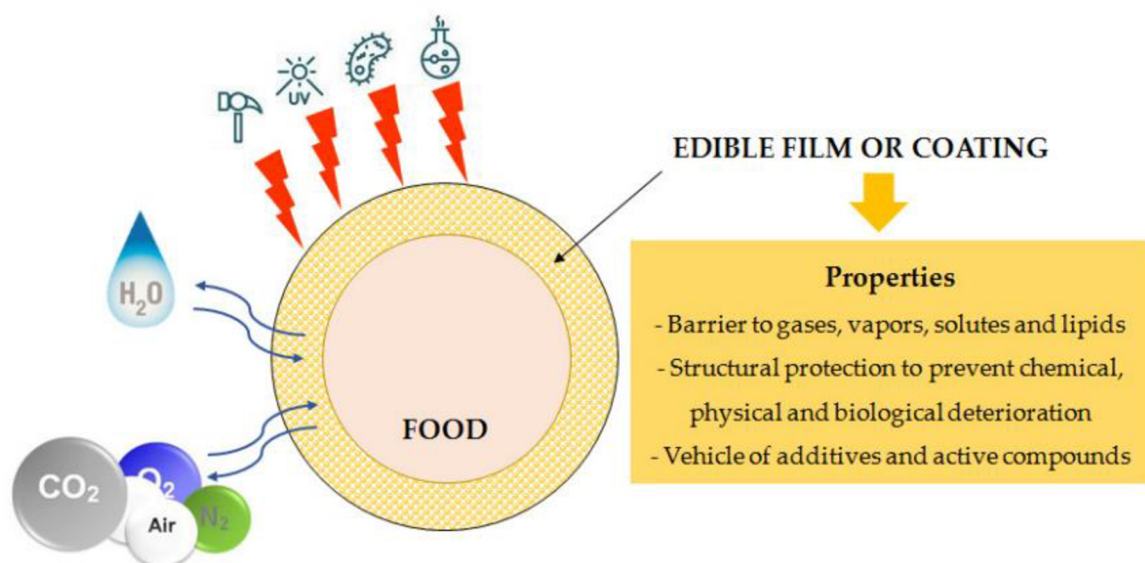 UV
EDIBLE FILM OR COATING
H₂O
Properties
- Barrier to gases, vapors, solutes and lipids
- Structural protection to prevent chemical,
physical and biological deterioration
- Vehicle of additives and active compounds
FOOD
CO₂
O₂
N₂
Air